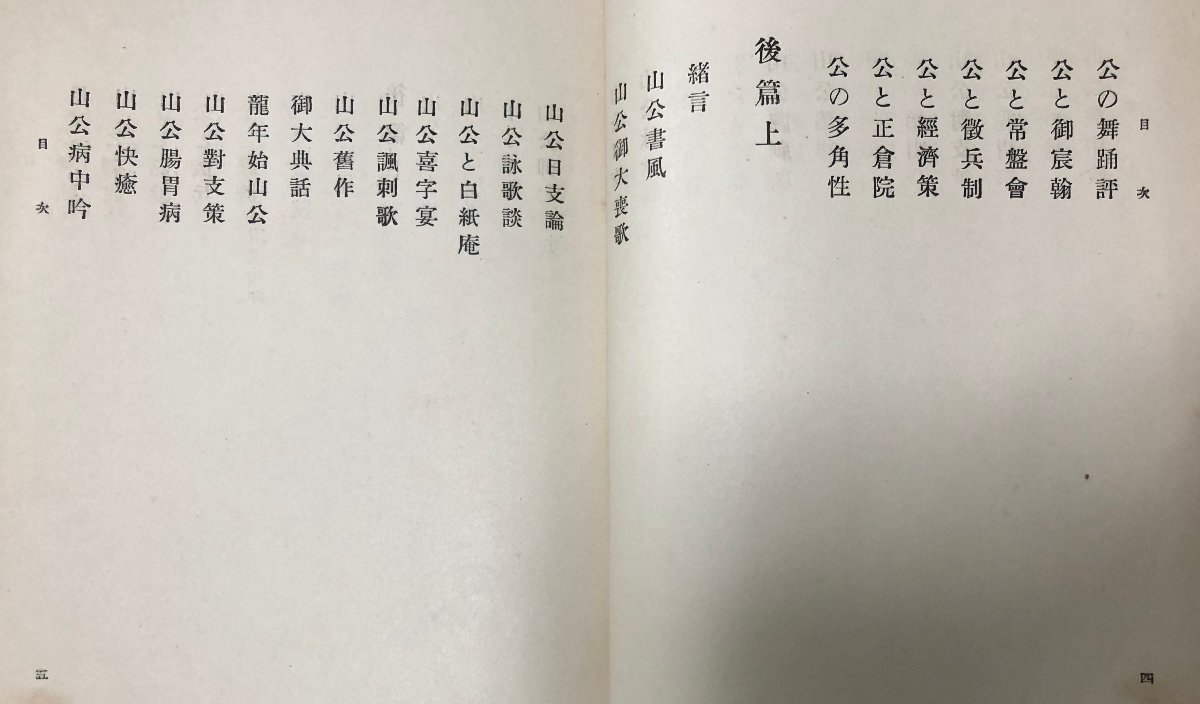 目次
公の舞踊評
公と御宸翰
公と常盤會
公と徴兵制
公と經濟策
公と正倉院
公の多角性
後篇上
緒言
山公書風
山公御大喪歌
四
山公日支論
山公詠歌談
山公と白紙庵
山公喜字宴
山公諷刺歌
山公舊作
御大典話
龍年始山公
山公對支策
山公腸胃病
山公快癒
山公病中吟
目次
五